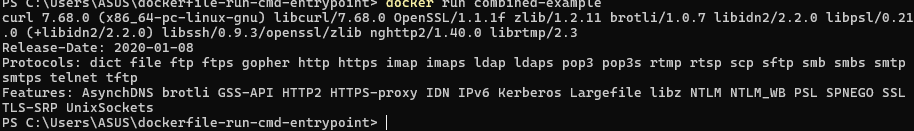 PS C:\Users\ASUS\dockerfile-run-cmd-entrypoint> docker run combined-example
curl 7.68.0 (x86_64-pc-linux-gnu) libcurl/7.68.0 OpenSSL/1.1.1f zlib/1.2.11 brotli/1.0.7 libidn2/2.2.0 libpsl/0.21
.0 (+libidn2/2.2.0) libssh/0.9.3/openssl/zlib nghttp2/1.40.0 librtmp/2.3
Release-Date: 2020-01-08
Protocols: dict file ftp ftps gopher http https imap imaps ldap ldaps pop3 pop3s rtmp rtsp scp sftp smb smbs smtp
smtps telnet tftp
Features: AsynchDNS brotli GSS-API HTTP2 HTTPS-proxy IDN IPv6 Kerberos Largefile libz NTLM NTLM_WB PSL SPNEGO SSL
TLS-SRP UnixSockets
PS C:\Users\ASUS\dockerfile-run-cmd-entrypoint>